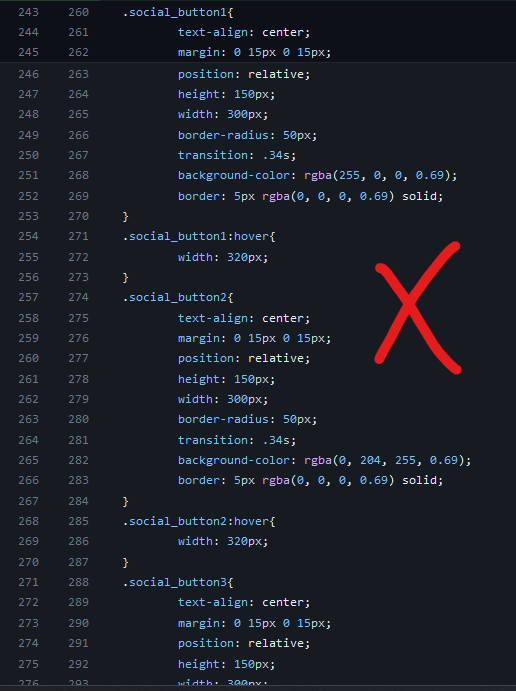 243 260 .social_button1{
244 261 text-align: center;
245 262 margin: 0 15px 0 15px;
246 263 position: relative;
247 264 height: 150px;
248 265 width: 300px;
249 266 border-radius: 50px;
250 267 transition: .34s;
251 268 background-color: rgba(255, 0, 0, 0.69);
252 269 border: 5px rgba(0, 0, 0, 0.69) solid;
253 270 }
254 271 .social_button1:hover{
255 272 width: 320px;
256 273 }
257 274 .social_button2{
258 275 text-align: center;
259 276 margin: 0 15px 0 15px;
260 277 position: relative;
261 278 height: 150px;
262 279 width: 300px;
263 280 border-radius: 50px;
264 281 transition: .34s;
265 282 background-color: rgba(0, 204, 255, 0.69);
266 283 border: 5px rgba(0, 0, 0, 0.69) solid;
267 284 }
268 285 .social_button2:hover{
269 286 width: 320px;
270 287 }
271 288 .social_button3{
272 289 text-align: center;
273 290 margin: 0 15px 0 15px;
274 291 position: relative;
275 292 height: 150px;
276 293 width: 300px;